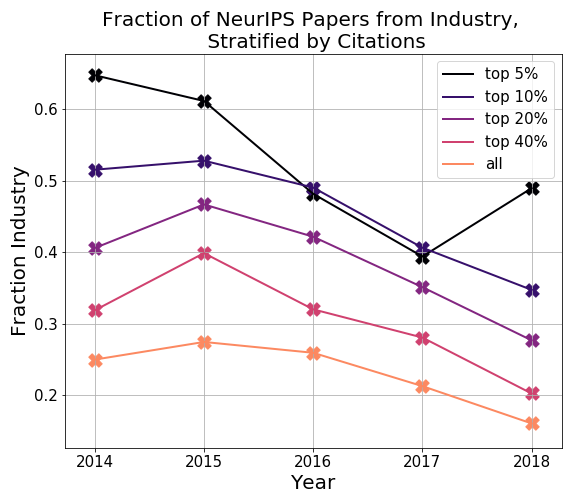 Fraction of NeurIPS Papers from Industry,
Stratified by Citations
top 5%
top 10%
top 20%
top 40%
all
Fraction Industry
0.6
0.5
0.4
0.3
0.2
2014 2015 2016 2017 2018
Year